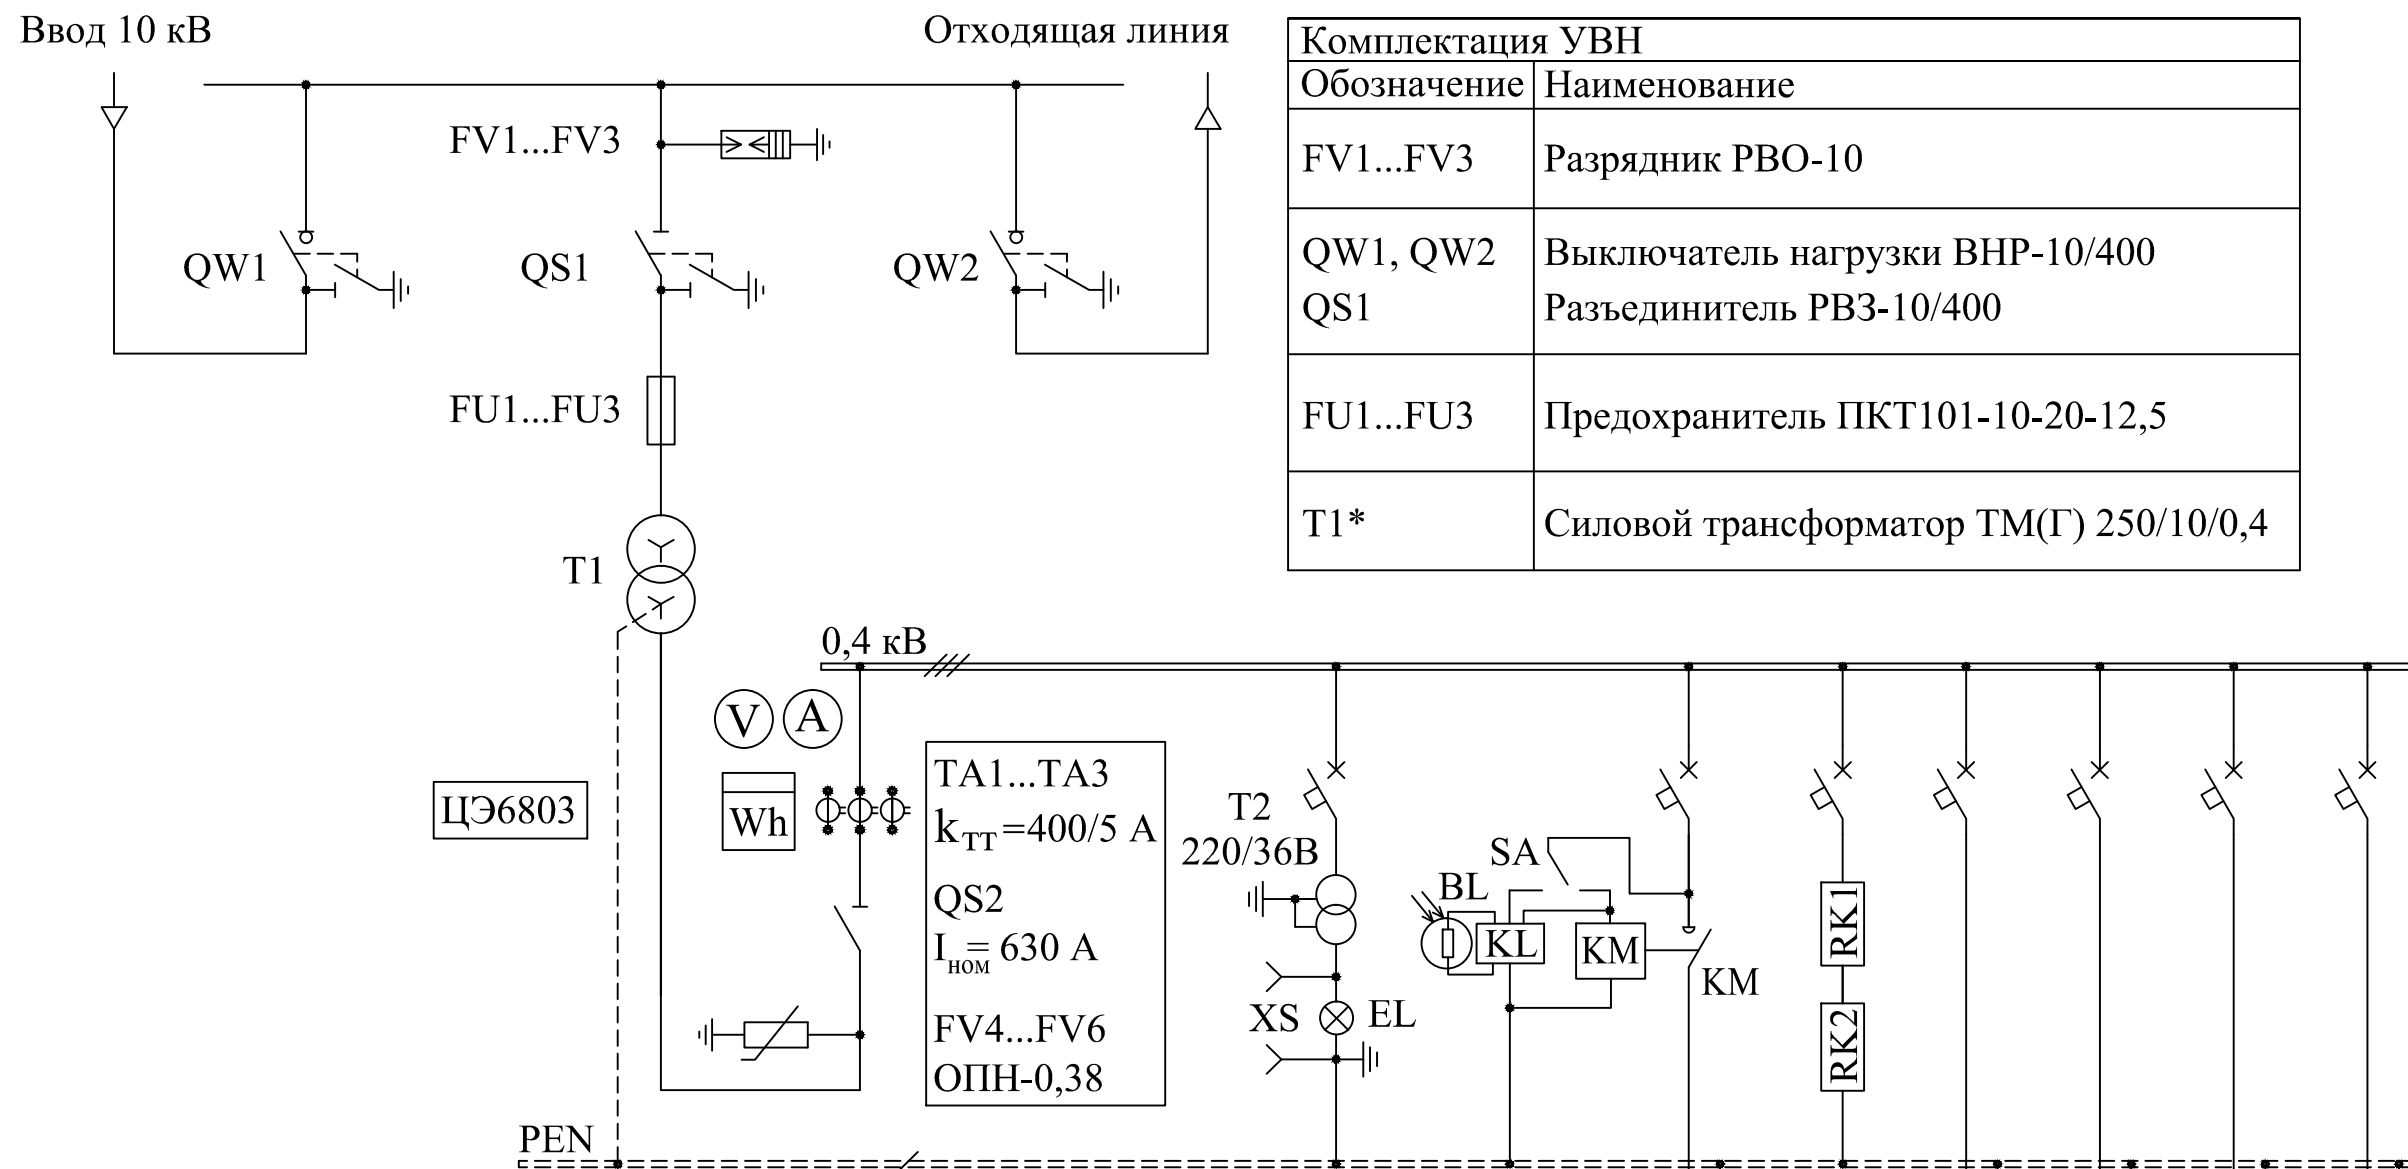 Ввод 10 кВ
Отходящая линия
Комплектация УВН
Обозначение Наименование
FV1...FV3 Разрядник РВО-10
QW1, QW2 Выключатель нагрузки ВНР-10/400
QS1 Разъединитель РВЗ-10/400
FU1...FU3 Предохранитель ПКТ101-10-20-12,5
T1* Силовой трансформатор ТМ(Г) 250/10/0,4
FV1...FV3
QW1
QS1
QW2
FU1...FU3
T1
0,4 кВ
V A
ЦЭ6803
Wh
TA1...TA3
kТТ=400/5 А
QS2
Iном= 630 А
FV4...FV6
ОПН-0,38
T2
220/36В
XS
EL
SA
BL
KL
KM
KM
RK1
RK2
PEN